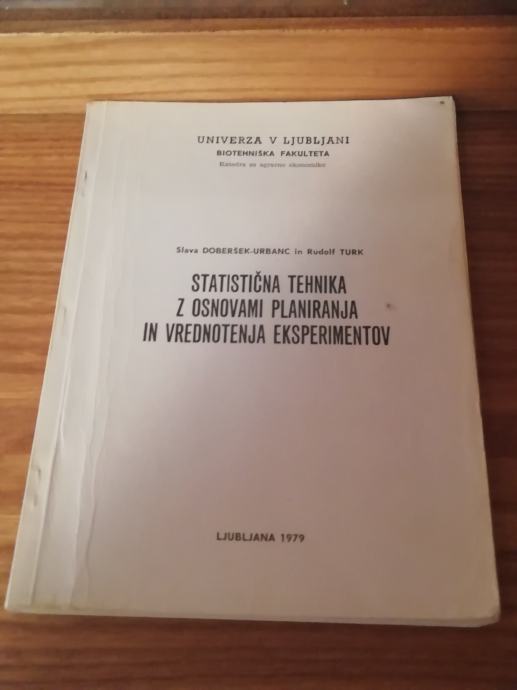 UNIVERZA V LJUBLJANI
BIOTEHNIŠKA FAKULTETA
Katedra za agrarno ekonomiko
Slava DOBERŠEK-URBANC in Rudolf TURK
STATISTIČNA TEHNIKA
Z OSNOVAMI PLANIRANJA
IN VREDNOTENJA EKSPERIMENTOV
LJUBLJANA 1979